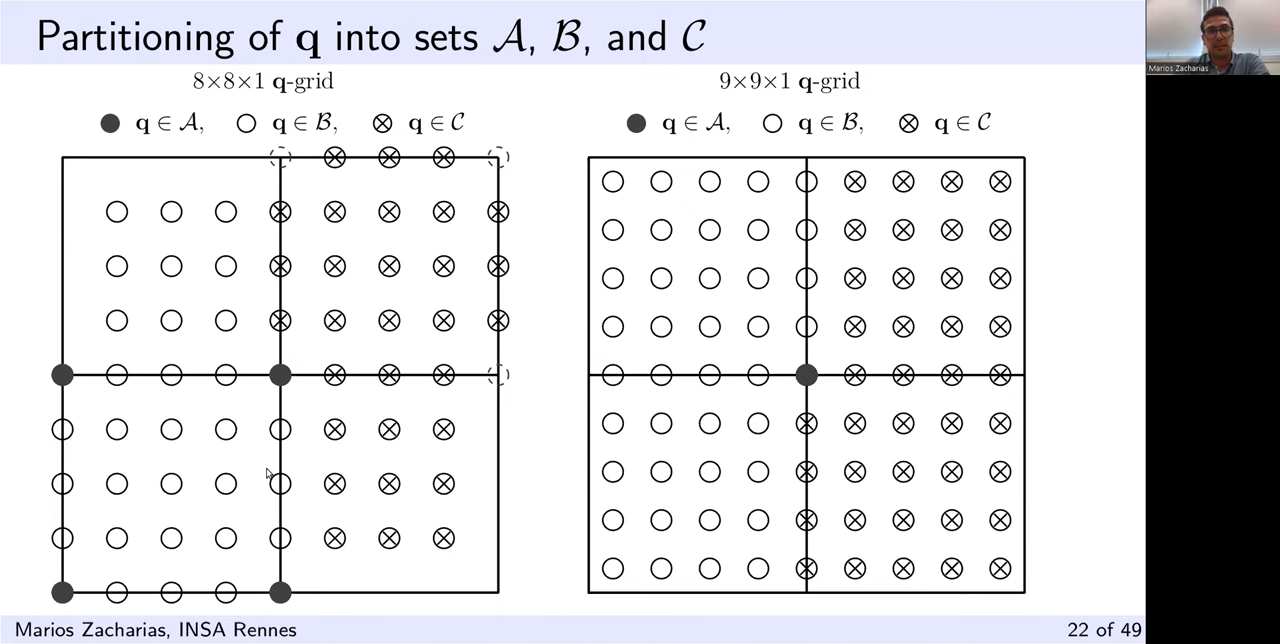 Partitioning of q into sets 𝒜, ℬ, and 𝒞
8×8×1 q-grid
q ∈ 𝒜, q ∈ ℬ, q ∈ 𝒞
9×9×1 q-grid
q ∈ 𝒜, q ∈ ℬ, q ∈ 𝒞
Marios Zacharias
Marios Zacharias, INSA Rennes
22 of 49